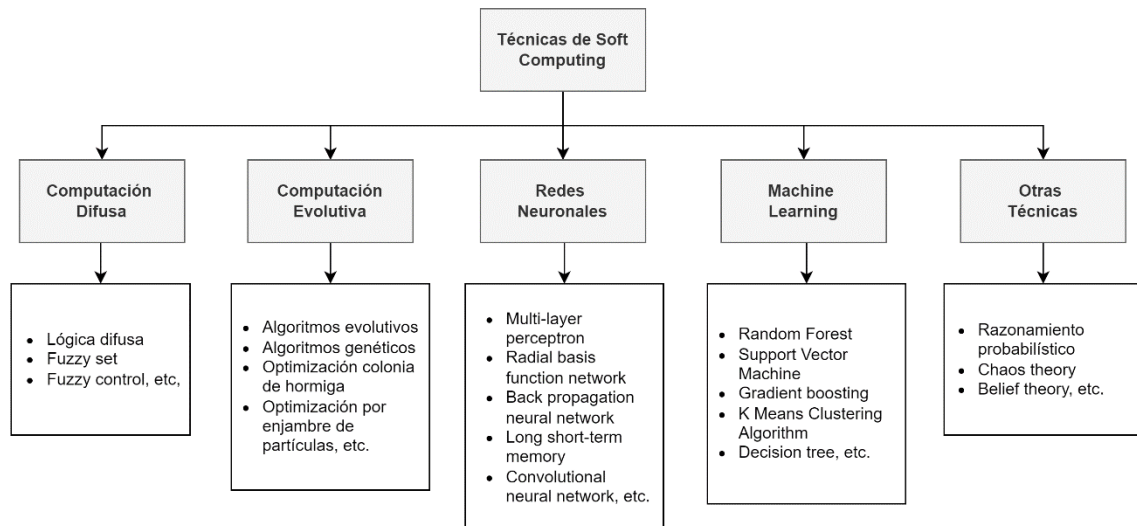 Técnicas de Soft
Computing
Computación
Difusa
Computación
Evolutiva
Redes
Neuronales
Machine
Learning
Otras
Técnicas
• Lógica difusa
• Fuzzy set
• Fuzzy control, etc,
• Algoritmos evolutivos
• Algoritmos genéticos
• Optimización colonia
de hormiga
• Optimización por
enjambre de
partículas, etc.
• Multi-layer
perceptron
• Radial basis
function network
• Back propagation
neural network
• Long short-term
memory
• Convolutional
neural network, etc.
• Random Forest
• Support Vector
Machine
• Gradient boosting
• K Means Clustering
Algorithm
• Decision tree, etc.
• Razonamiento
probabilístico
• Chaos theory
• Belief theory, etc.